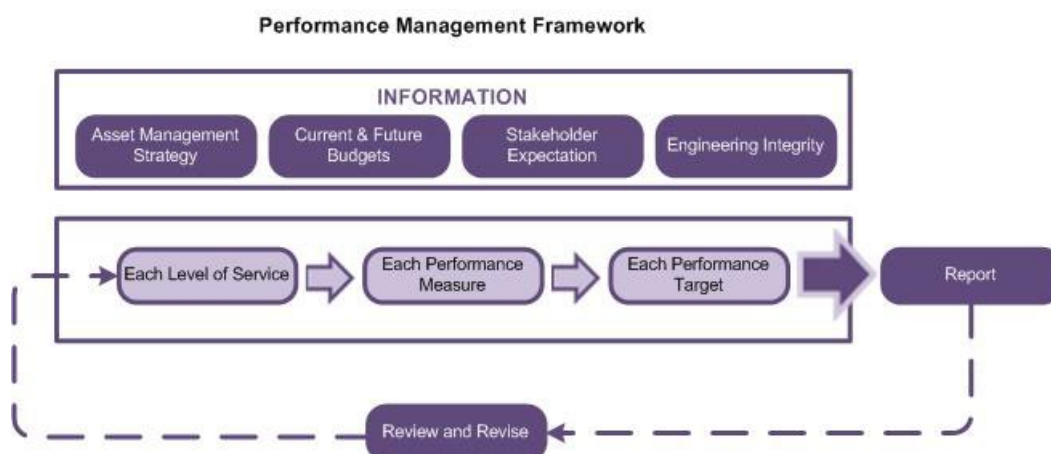 Performance Management Framework
INFORMATION
Asset Management
Strategy
Current & Future
Budgets
Stakeholder
Expectation
Engineering Integrity
Each Level of Service
Each Performance
Measure
Each Performance
Target
Report
Review and Revise